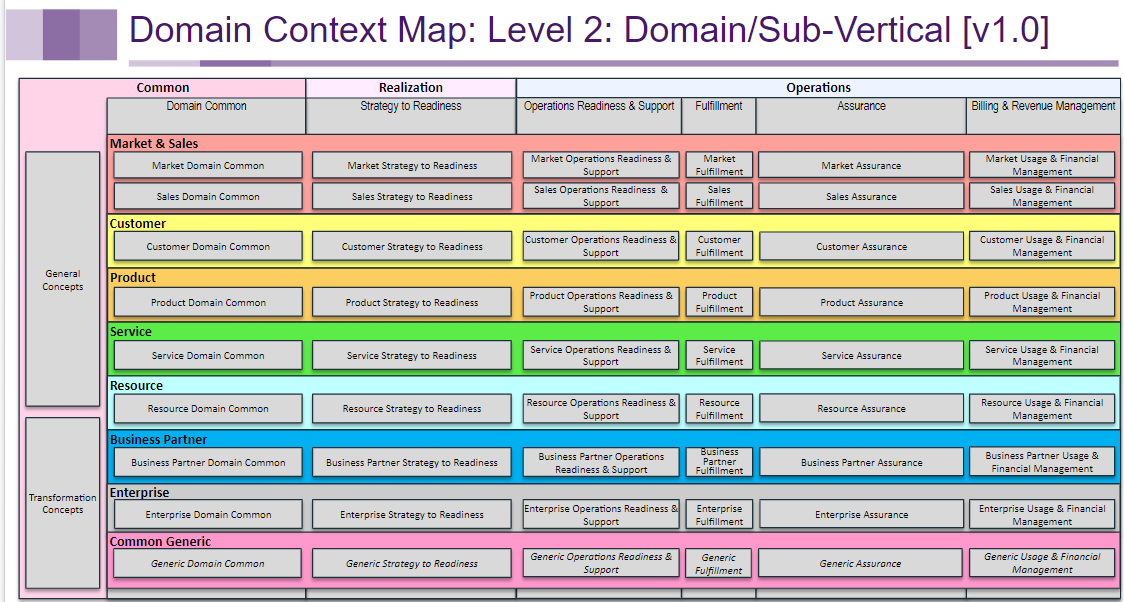 Domain Context Map: Level 2: Domain/Sub-Vertical [v1.0]
Common
Realization
Operations
Domain Common
Strategy to Readiness
Operations Readiness & Support
Fulfillment
Assurance
Billing & Revenue Management
General
Concepts
Transformation
Concepts
Market & Sales
Market Domain Common
Market Strategy to Readiness
Market Operations Readiness &
Support
Market
Fulfillment
Market Assurance
Market Usage & Financial
Management
Sales Domain Common
Sales Strategy to Readiness
Sales Operations Readiness &
Support
Sales
Fulfillment
Sales Assurance
Sales Usage & Financial
Management
Customer
Customer Domain Common
Customer Strategy to Readiness
Customer Operations Readiness &
Support
Customer
Fulfillment
Customer Assurance
Customer Usage & Financial
Management
Product
Product Domain Common
Product Strategy to Readiness
Product Operations Readiness &
Support
Product
Fulfillment
Product Assurance
Product Usage & Financial
Management
Service
Service Domain Common
Service Strategy to Readiness
Service Operations Readiness &
Support
Service
Fulfillment
Service Assurance
Service Usage & Financial
Management
Resource
Resource Domain Common
Resource Strategy to Readiness
Resource Operations Readiness &
Support
Resource
Fulfillment
Resource Assurance
Resource Usage & Financial
Management
Business Partner
Business Partner Domain Common
Business Partner Strategy to Readiness
Business Partner Operations
Readiness & Support
Business
Partner
Fulfillment
Business Partner Assurance
Business Partner Usage &
Financial Management
Enterprise
Enterprise Domain Common
Enterprise Strategy to Readiness
Enterprise Operations Readiness &
Support
Enterprise
Fulfillment
Enterprise Assurance
Enterprise Usage & Financial
Management
Common Generic
Generic Domain Common
Generic Strategy to Readiness
Generic Operations Readiness &
Support
Generic
Fulfillment
Generic Assurance
Generic Usage & Financial
Management